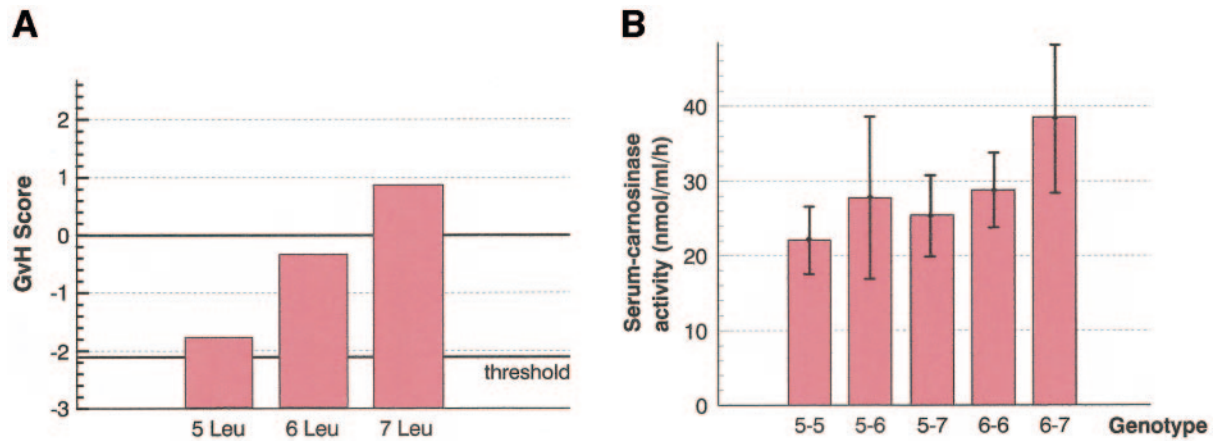 A
GvH Score
2
1
0
-1
-2
-3
threshold
5 Leu 6 Leu 7 Leu
B
Serum-carnosinase
activity (nmol/ml/h)
40
30
20
10
0
5-5 5-6 5-7 6-6 6-7 Genotype